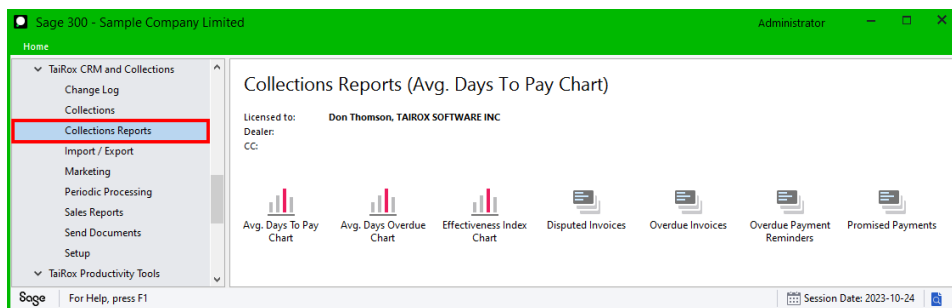 Sage 300 - Sample Company Limited
Administrator
Home
TaiRox CRM and Collections
Change Log
Collections
Collections Reports
Import / Export
Marketing
Periodic Processing
Sales Reports
Send Documents
Setup
TaiRox Productivity Tools
Collections Reports (Avg. Days To Pay Chart)
Licensed to: Don Thomson, TAIROX SOFTWARE INC
Dealer:
CC:
Avg. Days To Pay
Chart
Avg. Days Overdue
Chart
Effectiveness Index
Chart
Disputed Invoices
Overdue Invoices
Overdue Payment
Reminders
Promised Payments
Sage
For Help, press F1
Session Date: 2023-10-24